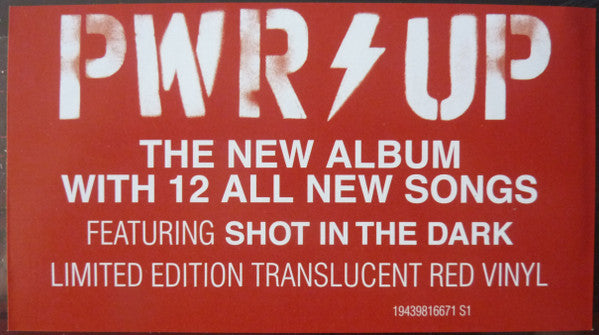 PWR⚡UP
THE NEW ALBUM
WITH 12 ALL NEW SONGS
FEATURING SHOT IN THE DARK
LIMITED EDITION TRANSLUCENT RED VINYL
19439816671 S1